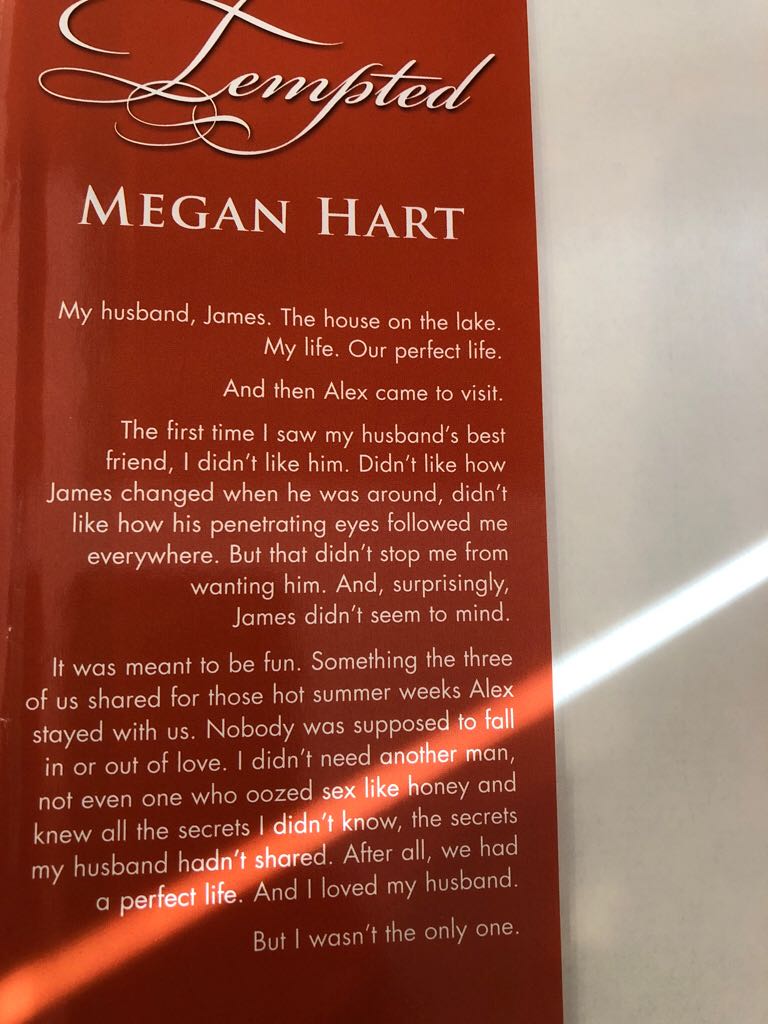 Tempted
MEGAN HART
My husband, James. The house on the lake.
My life. Our perfect life.
And then Alex came to visit.
The first time I saw my husband's best
friend, I didn't like him. Didn't like how
James changed when he was around, didn't
like how his penetrating eyes followed me
everywhere. But that didn't stop me from
wanting him. And, surprisingly,
James didn't seem to mind.
It was meant to be fun. Something the three
of us shared for those hot summer weeks Alex
stayed with us. Nobody was supposed to fall
in or out of love. I didn't need another man,
not even one who oozed sex like honey and
knew all the secrets I didn't know, the secrets
my husband hadn't shared. After all, we had
a perfect life. And I loved my husband.
But I wasn't the only one.